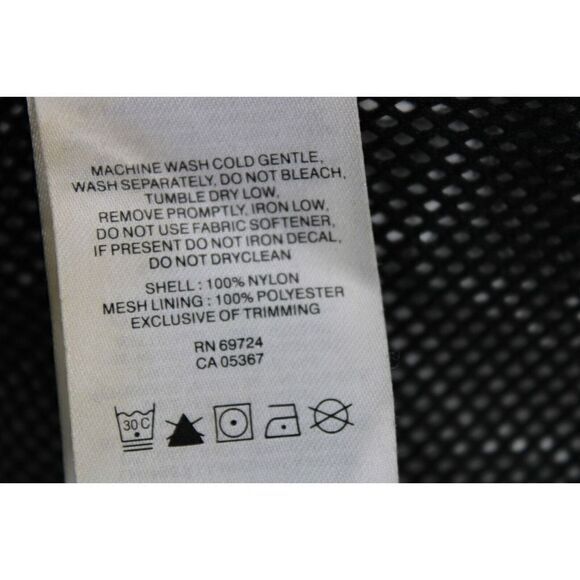 MACHINE WASH COLD GENTLE,
WASH SEPARATELY, DO NOT BLEACH,
TUMBLE DRY LOW,
REMOVE PROMPTLY, IRON LOW,
DO NOT USE FABRIC SOFTENER,
IF PRESENT DO NOT IRON DECAL,
DO NOT DRYCLEAN
SHELL : 100% NYLON
MESH LINING : 100% POLYESTER
EXCLUSIVE OF TRIMMING
RN 69724
CA 05367
30 C